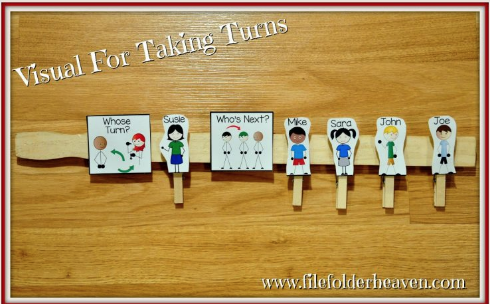 Visual For Taking Turns
Whose
Turn?
Susie
Who's Next?
Mike
Sara
John
Joe
www.filefolderheaven.com